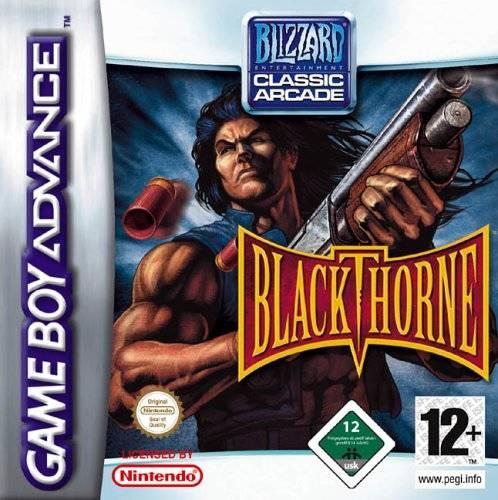 GAME BOY ADVANCE
BLIZZARD
ENTERTAINMENT
CLASSIC
ARCADE
BLACKTHORNE
Original
Nintendo
Seal of
Quality
LICENSED BY
Nintendo
12
usk
12+
TM
www.pegi.info